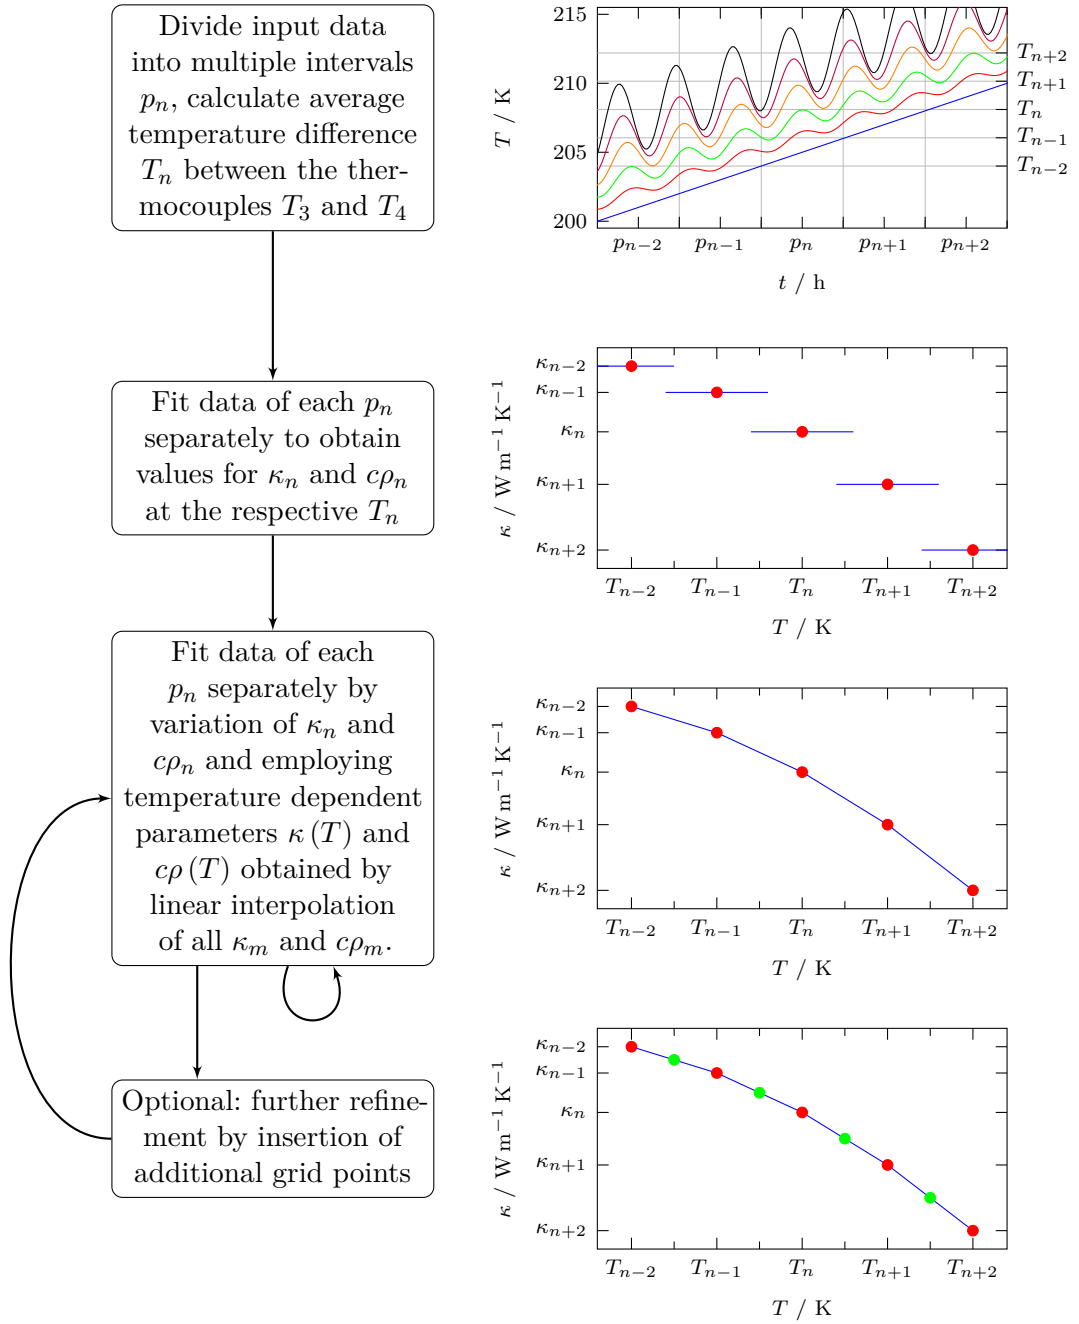 Divide input data
into multiple intervals
pₙ, calculate average
temperature difference
Tₙ between the ther-
mocouples T₃ and T₄
Fit data of each pₙ
separately to obtain
values for κₙ and cρₙ
at the respective Tₙ
Fit data of each
pₙ separately by
variation of κₙ and
cρₙ and employing
temperature dependent
parameters κ (T) and
cρ (T) obtained by
linear interpolation
of all κₘ and cρₘ.
Optional: further refine-
ment by insertion of
additional grid points
T / K
215
210
205
200
Tₙ₊₂
Tₙ₊₁
Tₙ
Tₙ₋₁
Tₙ₋₂
pₙ₋₂ pₙ₋₁ pₙ pₙ₊₁ pₙ₊₂
t / h
κ / W m⁻¹ K⁻¹
κₙ₋₂
κₙ₋₁
κₙ
κₙ₊₁
κₙ₊₂
Tₙ₋₂ Tₙ₋₁ Tₙ Tₙ₊₁ Tₙ₊₂
T / K
κ / W m⁻¹ K⁻¹
κₙ₋₂
κₙ₋₁
κₙ
κₙ₊₁
κₙ₊₂
Tₙ₋₂ Tₙ₋₁ Tₙ Tₙ₊₁ Tₙ₊₂
T / K
κ / W m⁻¹ K⁻¹
κₙ₋₂
κₙ₋₁
κₙ
κₙ₊₁
κₙ₊₂
Tₙ₋₂ Tₙ₋₁ Tₙ Tₙ₊₁ Tₙ₊₂
T / K